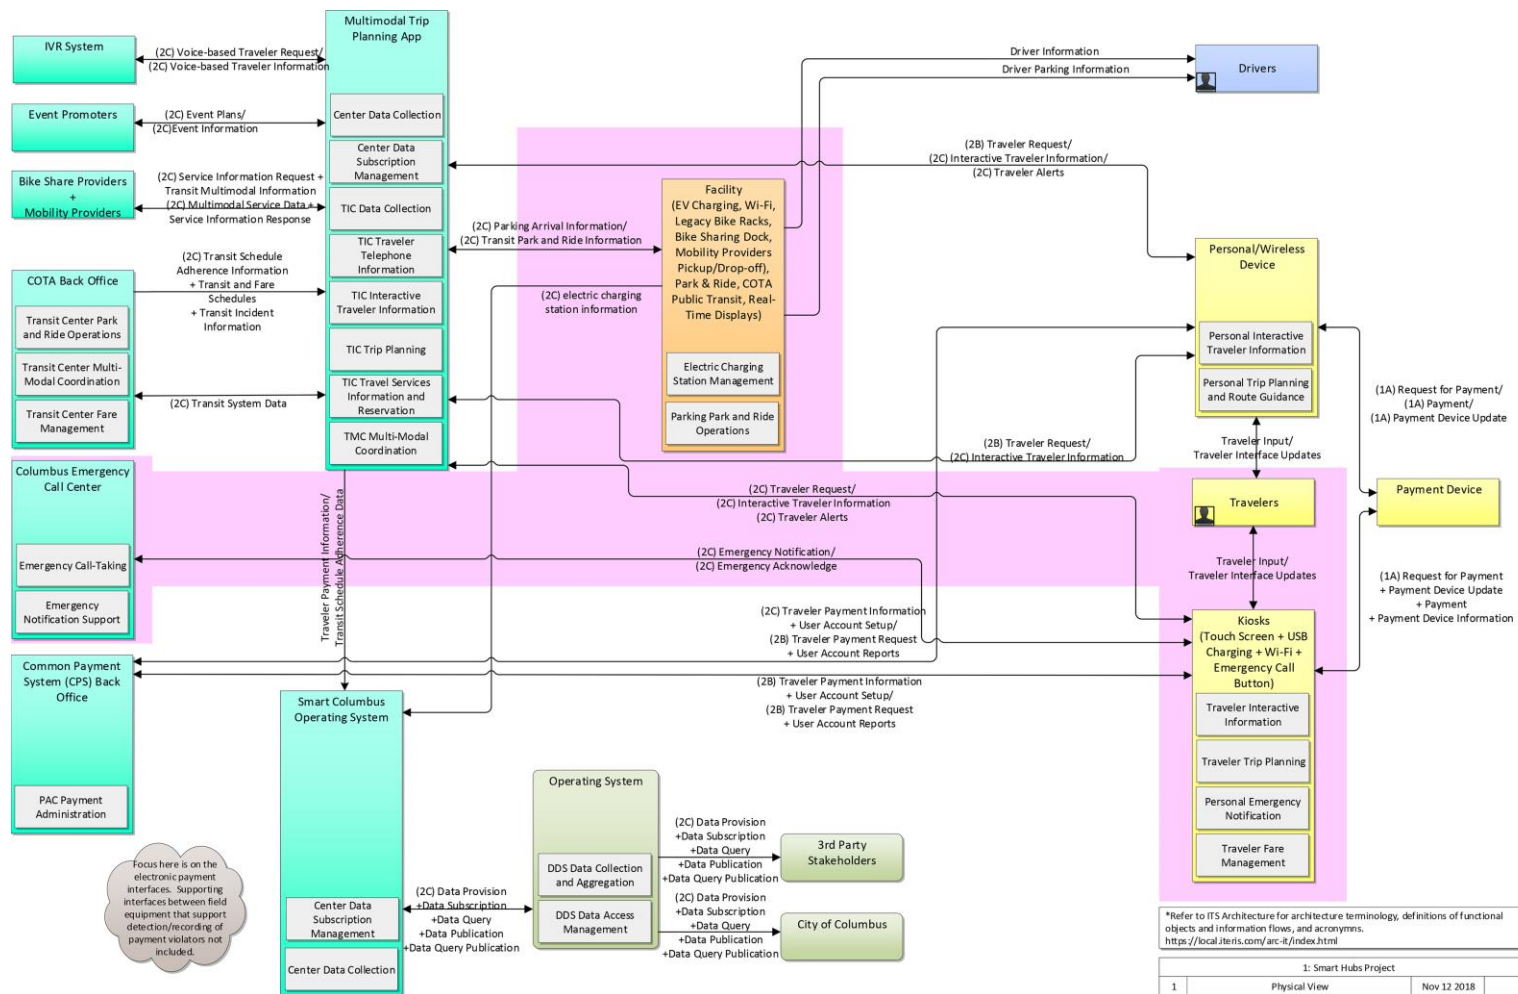 IVR System
(2C) Voice-based Traveler Request/
(2C) Voice-based Traveler Information
Event Promoters
(2C) Event Plans/
(2C)Event Information
Bike Share Providers
+
Mobility Providers
(2C) Service Information Request +
Transit Multimodal Information
(2C) Multimodal Service Data +
Service Information Response
COTA Back Office
Transit Center Park
and Ride Operations
Transit Center Multi-
Modal Coordination
Transit Center Fare
Management
(2C) Transit Schedule
Adherence Information
+ Transit and Fare
Schedules
+ Transit Incident
Information
(2C) Transit System Data
Columbus Emergency
Call Center
Emergency Call-Taking
Emergency
Notification Support
Common Payment
System (CPS) Back
Office
PAC Payment
Administration
Focus here is on the
electronic payment
interfaces. Supporting
interfaces between field
equipment that support
detection/recording of
payment violators not
included.
Multimodal Trip
Planning App
Center Data Collection
Center Data
Subscription
Management
TIC Data Collection
TIC Traveler
Telephone
Information
TIC Interactive
Traveler Information
TIC Trip Planning
TIC Travel Services
Information and
Reservation
TMC Multi-Modal
Coordination
Traveler Payment Information/
Transit Schedule Adherence Data
Smart Columbus
Operating System
Center Data
Subscription
Management
Center Data Collection
(2C) Data Provision
+Data Subscription
+Data Query
+Data Publication
+Data Query Publication
Operating System
DDS Data Collection
and Aggregation
DDS Data Access
Management
(2C) Data Provision
+Data Subscription
+Data Query
+Data Publication
+Data Query Publication
(2C) Data Provision
+Data Subscription
+Data Query
+Data Publication
+Data Query Publication
3rd Party
Stakeholders
City of Columbus
(2C) Parking Arrival Information/
(2C) Transit Park and Ride Information
(2C) electric charging
station information
Facility
(EV Charging, Wi-Fi,
Legacy Bike Racks,
Bike Sharing Dock,
Mobility Providers
Pickup/Drop-off),
Park & Ride, COTA
Public Transit, Real-
Time Displays)
Electric Charging
Station Management
Parking Park and Ride
Operations
Driver Information
Driver Parking Information
Drivers
(2B) Traveler Request/
(2C) Interactive Traveler Information/
(2C) Traveler Alerts
Personal/Wireless
Device
Personal Interactive
Traveler Information
Personal Trip Planning
and Route Guidance
(2B) Traveler Request/
(2C) Interactive Traveler Information
(2C) Traveler Request/
(2C) Interactive Traveler Information
(2C) Traveler Alerts
(2C) Emergency Notification/
(2C) Emergency Acknowledge
(2C) Traveler Payment Information
+ User Account Setup/
(2B) Traveler Payment Request
+ User Account Reports
(2B) Traveler Payment Information
+ User Account Setup/
(2B) Traveler Payment Request
+ User Account Reports
Traveler Input/
Traveler Interface Updates
Travelers
Traveler Input/
Traveler Interface Updates
(1A) Request for Payment/
(1A) Payment/
(1A) Payment Device Update
Payment Device
(1A) Request for Payment
+ Payment Device Update
+ Payment
+ Payment Device Information
Kiosks
(Touch Screen + USB
Charging + Wi-Fi +
Emergency Call
Button)
Traveler Interactive
Information
Traveler Trip Planning
Personal Emergency
Notification
Traveler Fare
Management
*Refer to ITS Architecture for architecture terminology, definitions of functional
objects and information flows, and acronymns.
https://local.iteris.com/arc-it/index.html
1: Smart Hubs Project
1 Physical View Nov 12 2018